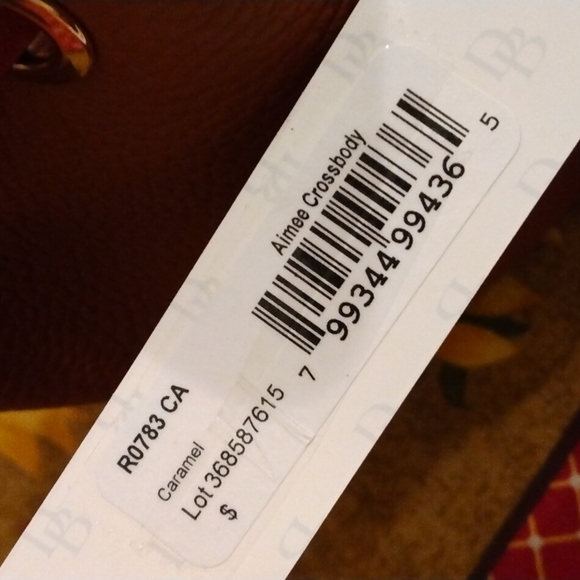 Aimee Crossbody
7 99344 99436 5
R0783 CA
Caramel
Lot 368587615
$